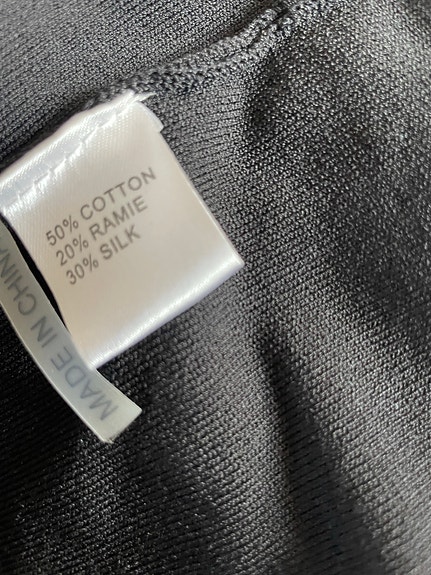 50% COTTON
20% RAMIE
30% SILK
MADE IN CHINA